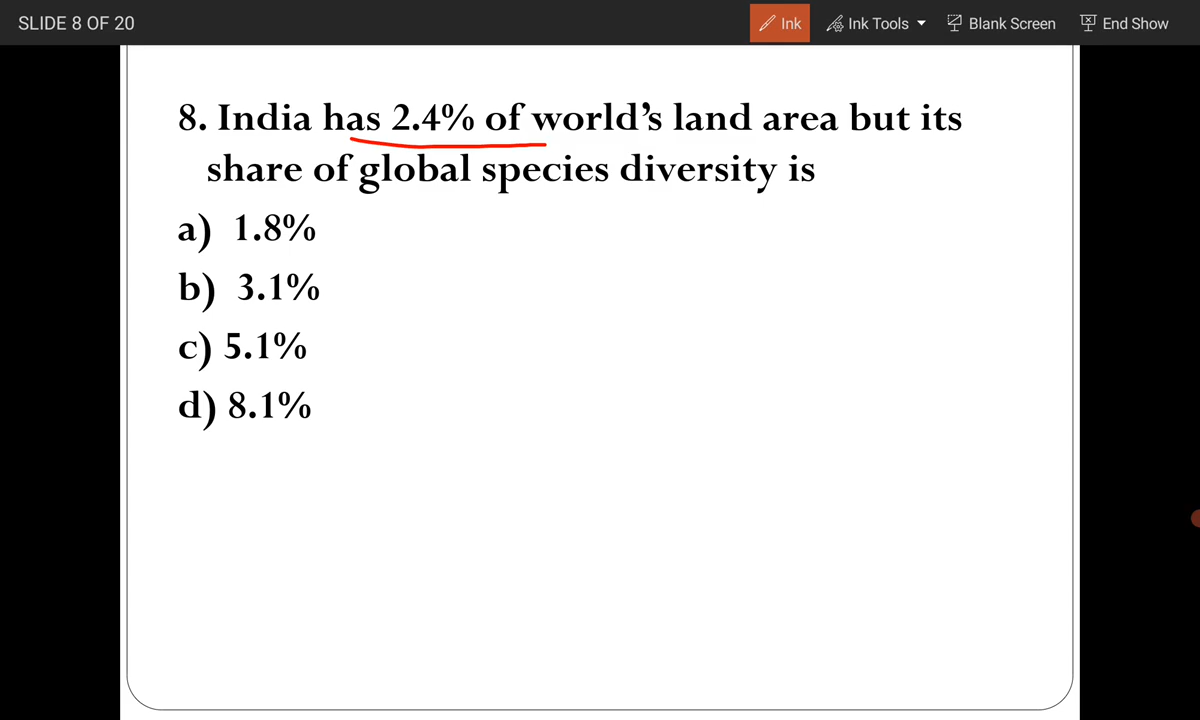 SLIDE 8 OF 20 Ink Ink Tools Blank Screen End Show
8. India has 2.4% of world’s land area but its
share of global species diversity is
a) 1.8%
b) 3.1%
c) 5.1%
d) 8.1%